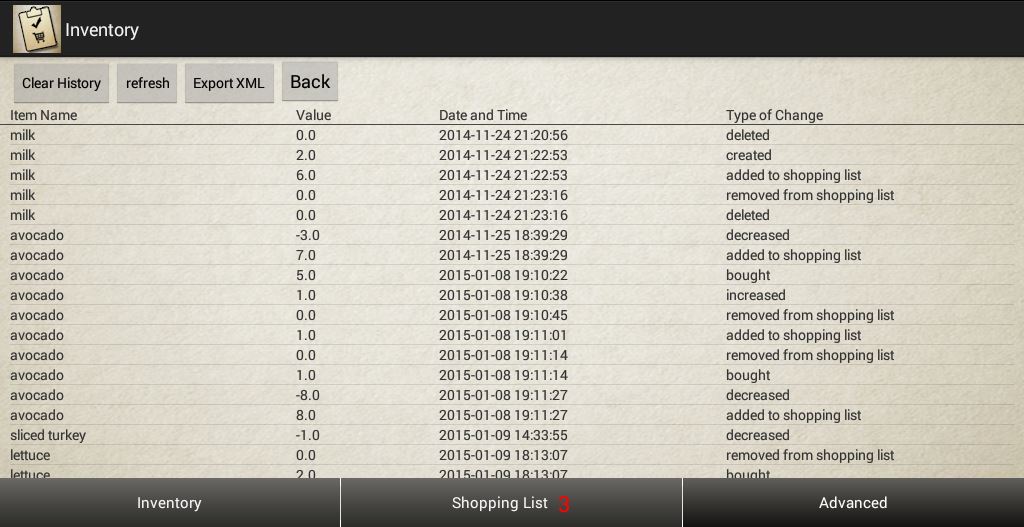 Inventory
Clear History refresh Export XML Back
Item Name Value Date and Time Type of Change
milk 0.0 2014-11-24 21:20:56 deleted
milk 2.0 2014-11-24 21:22:53 created
milk 6.0 2014-11-24 21:22:53 added to shopping list
milk 0.0 2014-11-24 21:23:16 removed from shopping list
milk 0.0 2014-11-24 21:23:16 deleted
avocado -3.0 2014-11-25 18:39:29 decreased
avocado 7.0 2014-11-25 18:39:29 added to shopping list
avocado 5.0 2015-01-08 19:10:22 bought
avocado 1.0 2015-01-08 19:10:38 increased
avocado 0.0 2015-01-08 19:10:45 removed from shopping list
avocado 1.0 2015-01-08 19:11:01 added to shopping list
avocado 0.0 2015-01-08 19:11:14 removed from shopping list
avocado 1.0 2015-01-08 19:11:14 bought
avocado -8.0 2015-01-08 19:11:27 decreased
avocado 8.0 2015-01-08 19:11:27 added to shopping list
sliced turkey -1.0 2015-01-09 14:33:55 decreased
lettuce 0.0 2015-01-09 18:13:07 removed from shopping list
lettuce 2.0 2015-01-09 18:13:07 bought
Inventory Shopping List 3 Advanced